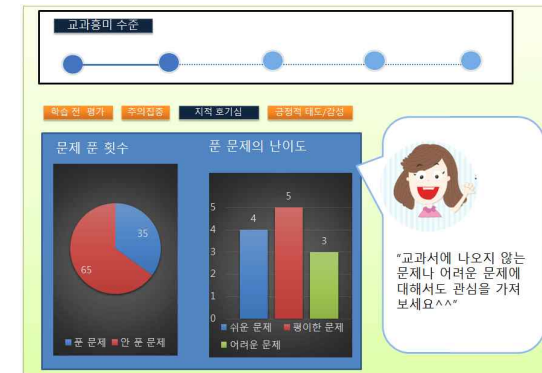 교과흥미 수준
학습 전 평가 주의집중 지적 호기심 긍정적 태도/감성
문제 푼 횟수
35
65
푼 문제 안 푼 문제
푼 문제의 난이도
5
4
3
2
1
0
4
5
3
쉬운 문제 평이한 문제
어려운 문제
"교과서에 나오지 않는
문제나 어려운 문제에
대해서도 관심을 가져
보세요^^"